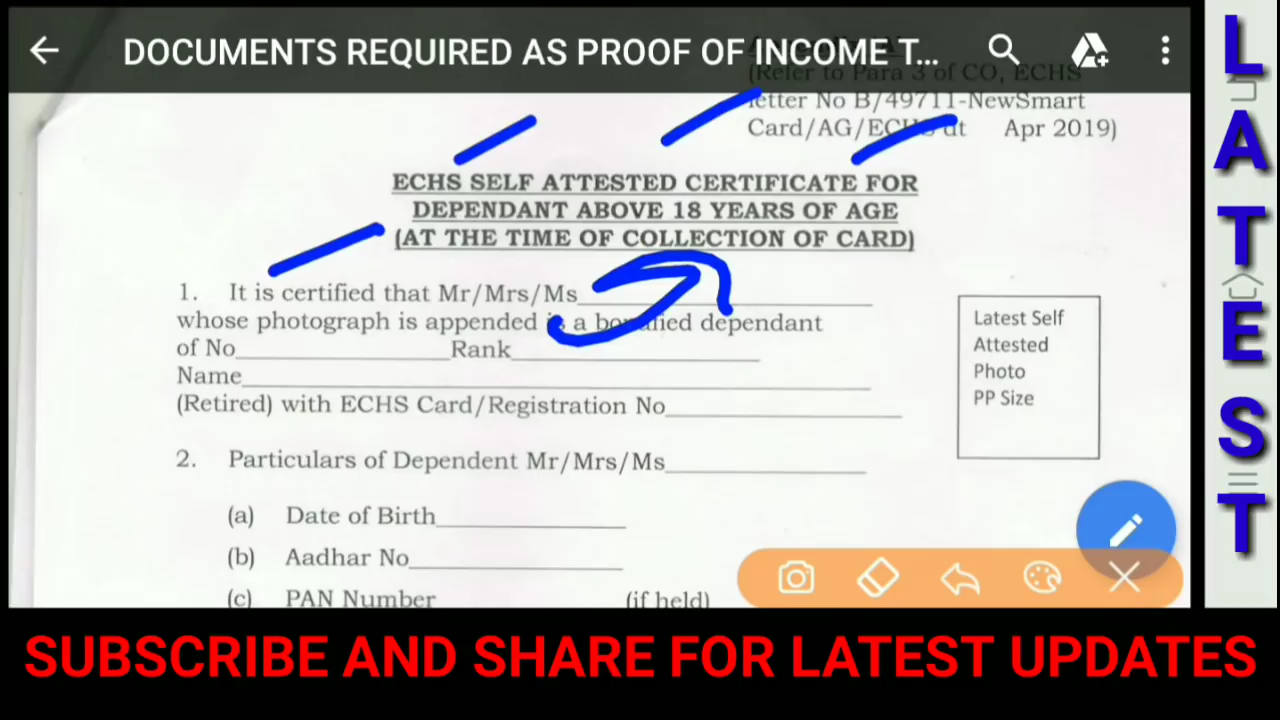 DOCUMENTS REQUIRED AS PROOF OF INCOME T...
(Refer to Para 3 of CO, ECHS
letter No B/49711-NewSmart
Card/AG/ECHS dt Apr 2019)
ECHS SELF ATTESTED CERTIFICATE FOR
DEPENDANT ABOVE 18 YEARS OF AGE
(AT THE TIME OF COLLECTION OF CARD)
1. It is certified that Mr/Mrs/Ms
whose photograph is appended is a bonafied dependant
of No Rank
Name
(Retired) with ECHS Card/Registration No
Latest Self
Attested
Photo
PP Size
2. Particulars of Dependent Mr/Mrs/Ms
(a) Date of Birth
(b) Aadhar No
(c) PAN Number (if held)
LATEST
SUBSCRIBE AND SHARE FOR LATEST UPDATES